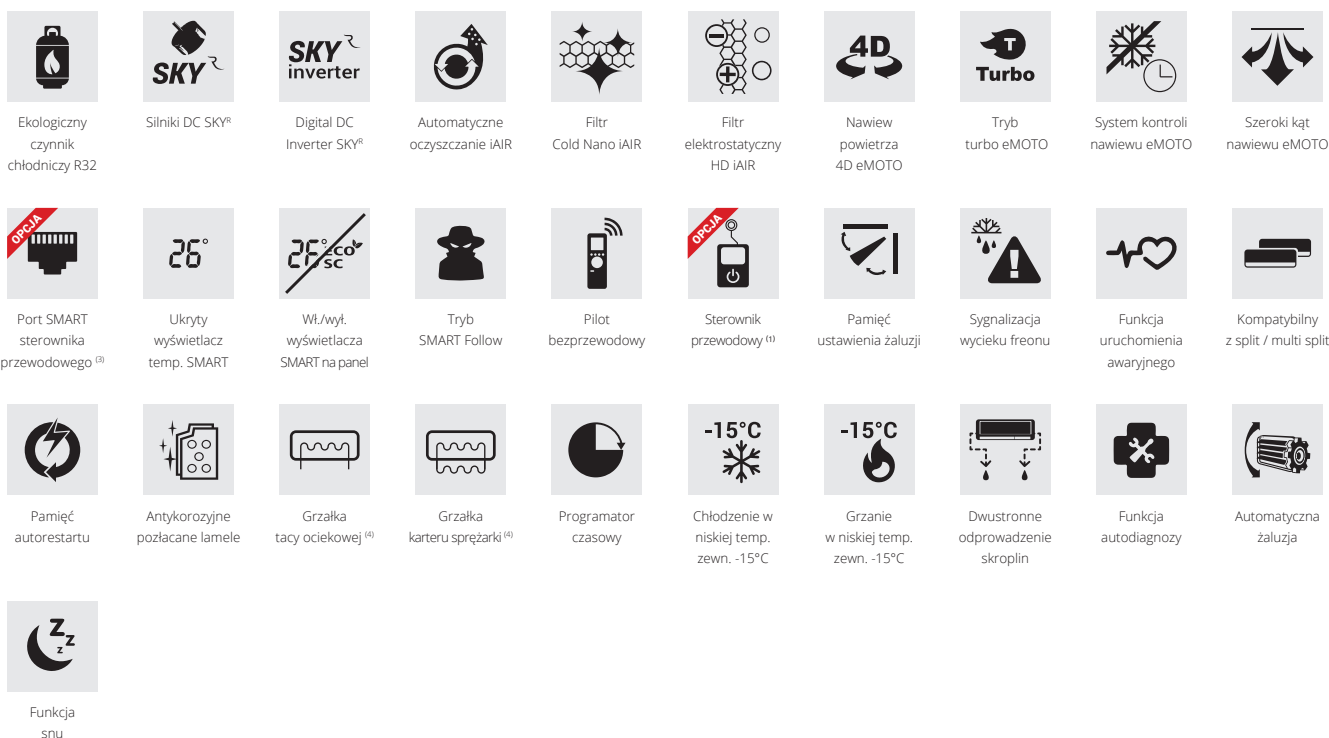 SKY R
SKY R
inverter
4D
T
Turbo
Ekologiczny
czynnik
chłodniczy R32
Silniki DC SKYᴿ
Digital DC
Inverter SKYᴿ
Automatyczne
oczyszczanie iAIR
Filtr
Cold Nano iAIR
Filtr
elektrostatyczny
HD iAIR
Nawiew
powietrza
4D eMOTO
Tryb
turbo eMOTO
System kontroli
nawiewu eMOTO
Szeroki kąt
nawiewu eMOTO
OPCJA
26°
26° ECO
SC
OPCJA
Port SMART
sterownika
przewodowego (3)
Ukryty
wyświetlacz
temp. SMART
Wł./wył.
wyświetlacza
SMART na panel
Tryb
SMART Follow
Pilot
bezprzewodowy
Sterownik
przewodowy (1)
Pamięć
ustawienia żaluzji
Sygnalizacja
wycieku freonu
Funkcja
uruchomienia
awaryjnego
Kompatybilny
z split / multi split
-15°C
-15°C
Pamięć
autorestartu
Antykorozyjne
pozłacane lamele
Grzałka
tacy ociekowej (4)
Grzałka
karteru sprężarki (4)
Programator
czasowy
Chłodzenie w
niskiej temp.
zewn. -15°C
Grzanie
w niskiej temp.
zewn. -15°C
Dwustronne
odprowadzenie
skroplin
Funkcja
autodiagnozy
Automatyczna
żaluzja
Z z z
Funkcja
snu